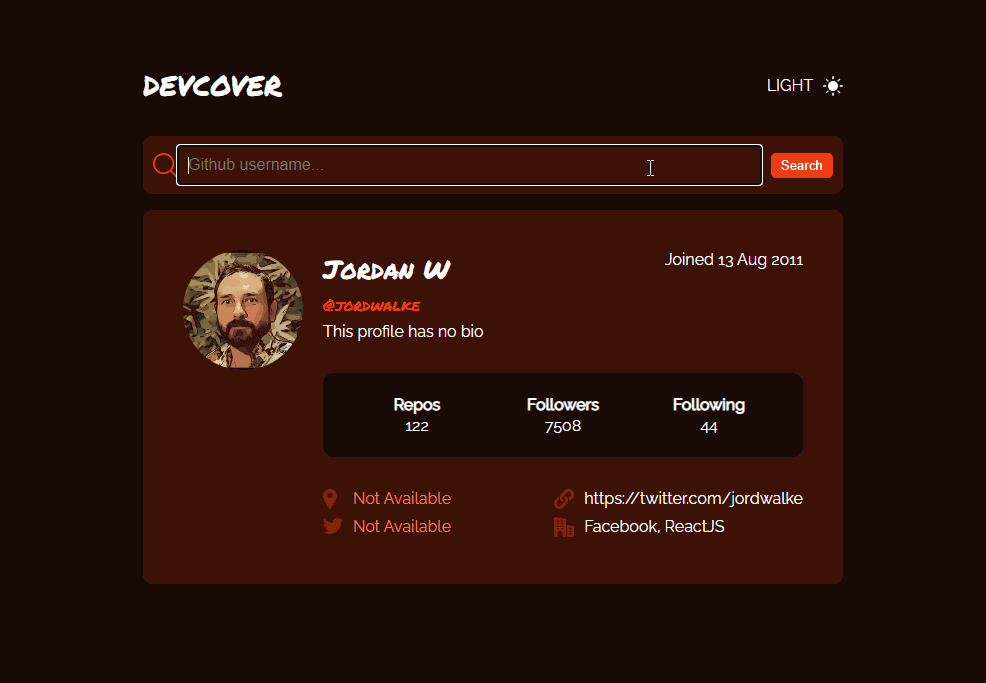 DEVCOVER
LIGHT
Github username...
Search
Jordan W
Joined 13 Aug 2011
@jordwalke
This profile has no bio
Repos Followers Following
122 7508 44
Not Available https://twitter.com/jordwalke
Not Available Facebook, ReactJS